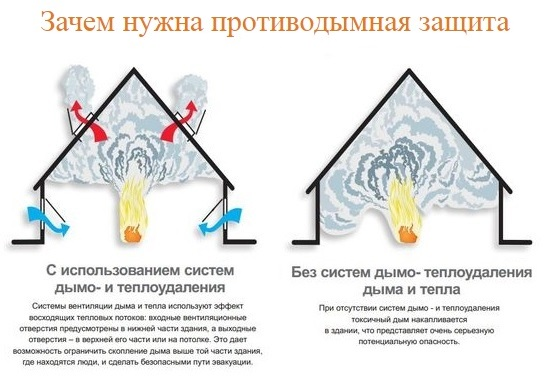 Зачем нужна противодымная защита
С использованием систем
дымо- и теплоудаления
Системы вентиляции дыма и тепла используют эффект
восходящих тепловых потоков: входные вентиляционные
отверстия предусмотрены в нижней части здания, а выходные
отверстия – в верхней его части или на потолке. Это дает
возможность ограничить скопление дыма выше той части здания,
где находятся люди, и сделать безопасными пути эвакуации.
Без систем дымо- теплоудаления
дыма и тепла
При отсутствии систем дымо - и теплоудаления
токсичный дым накапливается
в здании, что представляет очень серьезную
потенциальную опасность.